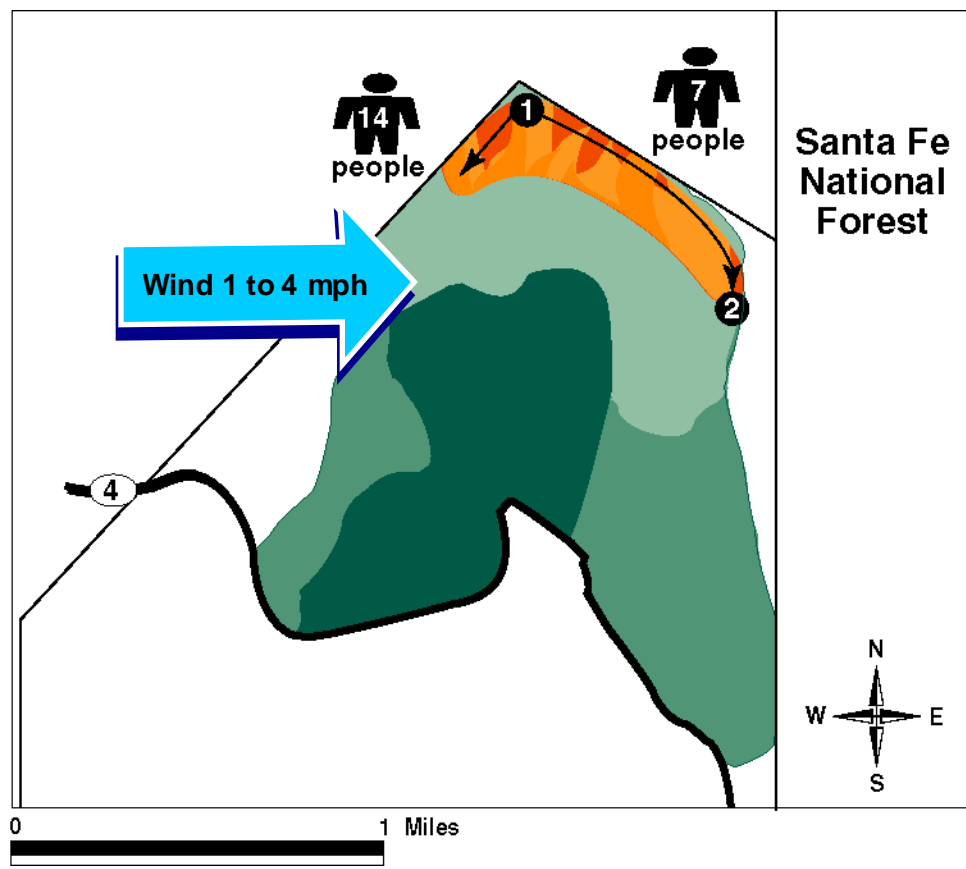 7
people
14
people
1
Santa Fe
National
Forest
Wind 1 to 4 mph
2
4
N
W
E
S
0
1 Miles